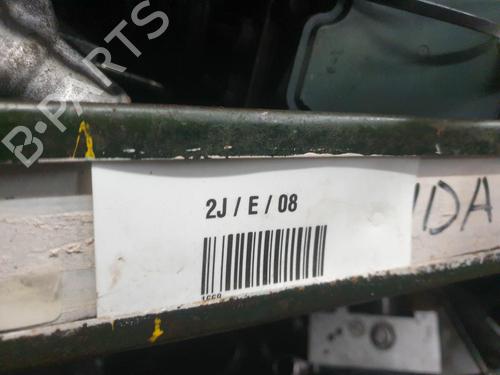 B-PARTS
2J / E / 08
IDA